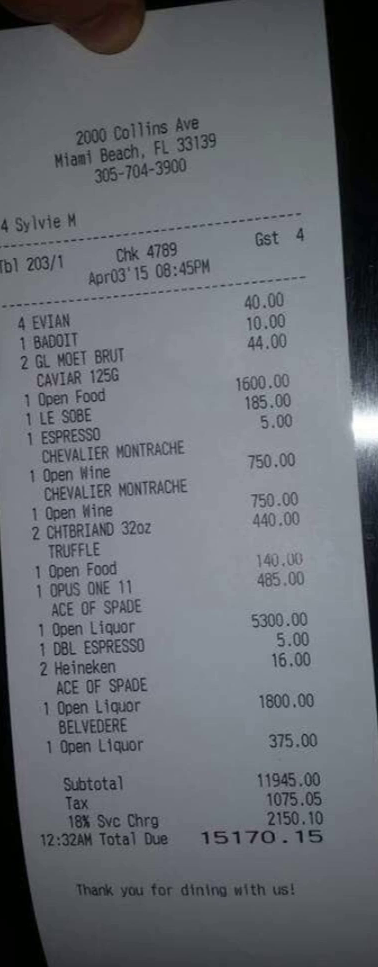 2000 Collins Ave
Miami Beach, FL 33139
305-704-3900
4 Sylvie M
Tbl 203/1 Chk 4789 Gst 4
Apr03'15 08:45PM
4 EVIAN 40.00
1 BADOIT 10.00
2 GL MOET BRUT 44.00
CAVIAR 125G
1 Open Food 1600.00
1 LE SOBE 185.00
1 ESPRESSO 5.00
CHEVALIER MONTRACHE
1 Open Wine 750.00
CHEVALIER MONTRACHE
1 Open Wine 750.00
2 CHTBRIAND 32oz 440.00
TRUFFLE
1 Open Food 140.00
1 OPUS ONE 11 485.00
ACE OF SPADE
1 Open Liquor 5300.00
1 DBL ESPRESSO 5.00
2 Heineken 16.00
ACE OF SPADE
1 Open Liquor 1800.00
BELVEDERE
1 Open Liquor 375.00
Subtotal 11945.00
Tax 1075.05
18% Svc Chrg 2150.10
12:32AM Total Due 15170.15
Thank you for dining with us!